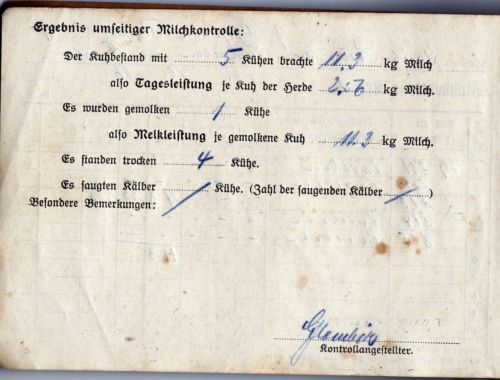 Ergebnis umseitiger Milchkontrolle:
Der Kuhbestand mit 5 Kühen brachte 11.3 kg Milch
also Tagesleistung je Kuh der Herde 2.26 kg Milch.
Es wurden gemolken 1 Kühe
also Melkleistung je gemolkene Kuh 11.3 kg Milch.
Es standen trocken 4 Kühe.
Es saugten Kälber / Kühe. (Zahl der saugenden Kälber / )
Besondere Bemerkungen: /
Kontrollangestellter.